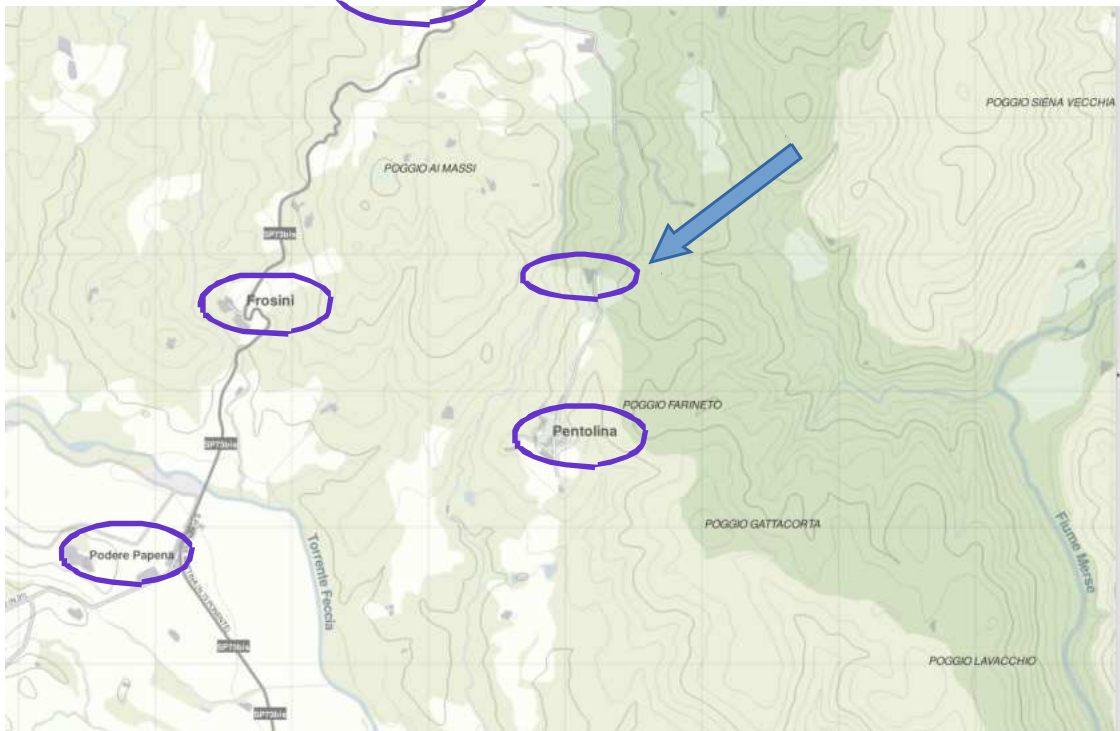 POGGIO SIENA VECCHIA
POGGIO AI MASSI
SP73bis
Frosini
POGGIO FARINETO
Pentolina
SP73bis
POGGIO GATTACORTA
Podere Papena
Torrente Feccia
Fiume Merse
SP73bis
POGGIO LAVACCHIO
SP73bis